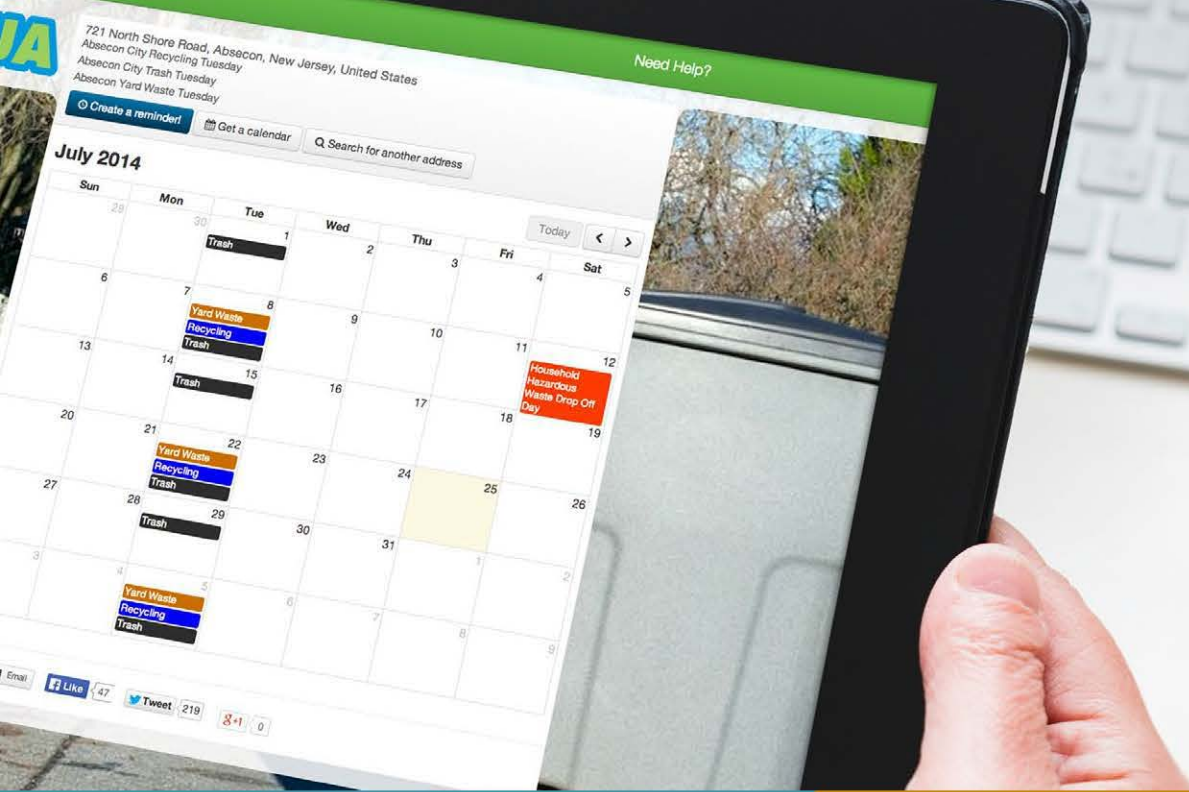 UA
721 North Shore Road, Absecon, New Jersey, United States
Absecon City Recycling Tuesday
Absecon City Trash Tuesday
Absecon Yard Waste Tuesday
Need Help?
Create a reminder!
Get a calendar
Search for another address
July 2014
Today < >
Sun Mon Tue Wed Thu Fri Sat
29 30 1 2 3 4 5
Trash
6 7 8 9 10 11 12
Yard Waste
Recycling
Trash
Household
Hazardous
Waste Drop Off
Day
13 14 15 16 17 18 19
Trash
20 21 22 23 24 25 26
Yard Waste
Recycling
Trash
27 28 29 30 31 1 2
Trash
3 4 5 6 7 8 9
Yard Waste
Recycling
Trash
Email
Like 47
Tweet 219
g+1 0